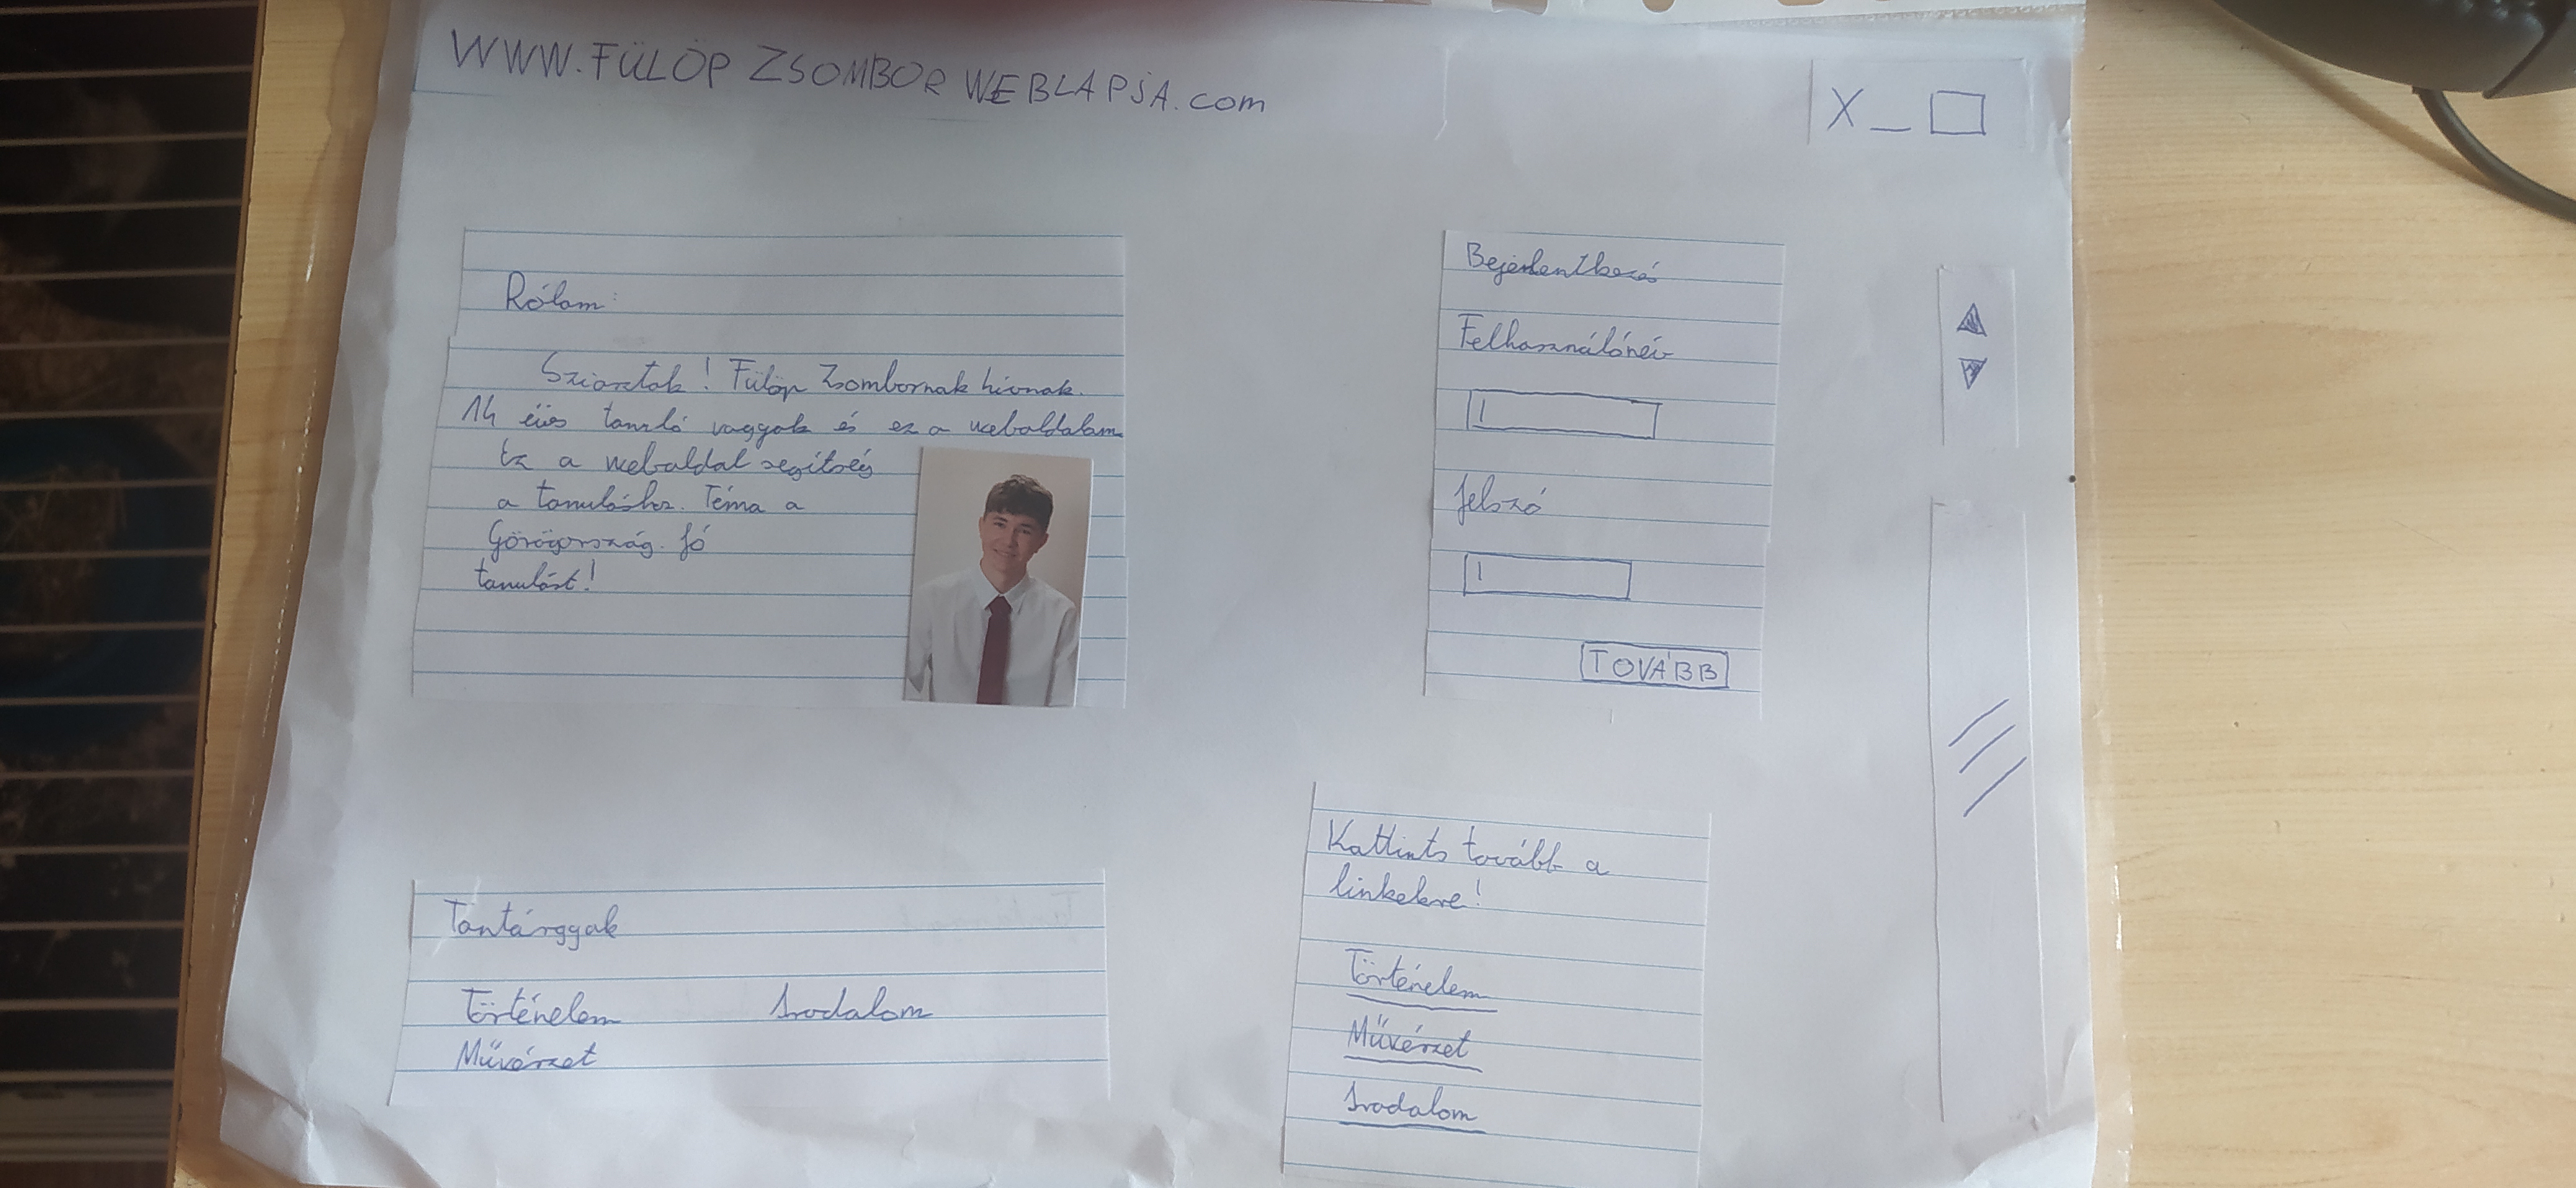 WWW.FÜLÖP ZSOMBOR WEBLAPJA.com
X _ □
Rólam:
Sziasztok! Fülöp Zsombornak hívnak.
14 éves tanuló vagyok és ez a weboldalam
Ez a weboldal segítség
a tanuláshoz. Téma a
Görögország. Jó
tanulást!
Bejelentkezés
Felhasználónév
Jelszó
TOVÁBB
Tantárgyak
Történelem Irodalom
Művészet
Kattints tovább a
linkekre!
Történelem
Művészet
Irodalom